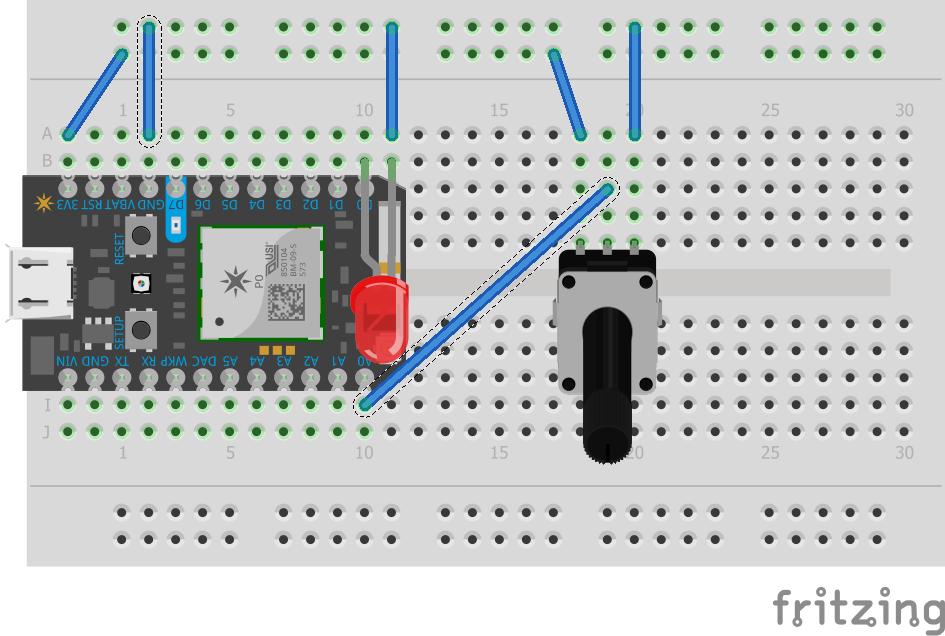 1 5 10 15 20 25 30
A
B
3V3 RST VBAT GND D7 D6 D5 D4 D3 D2 D1 D0
RESET
P0
USI
850104
BM-09-S
573
SETUP
VIN GND TX RX WKP DAC A5 A4 A3 A2 A1 A0
I
J
1 5 10 15 20 25 30
fritzing